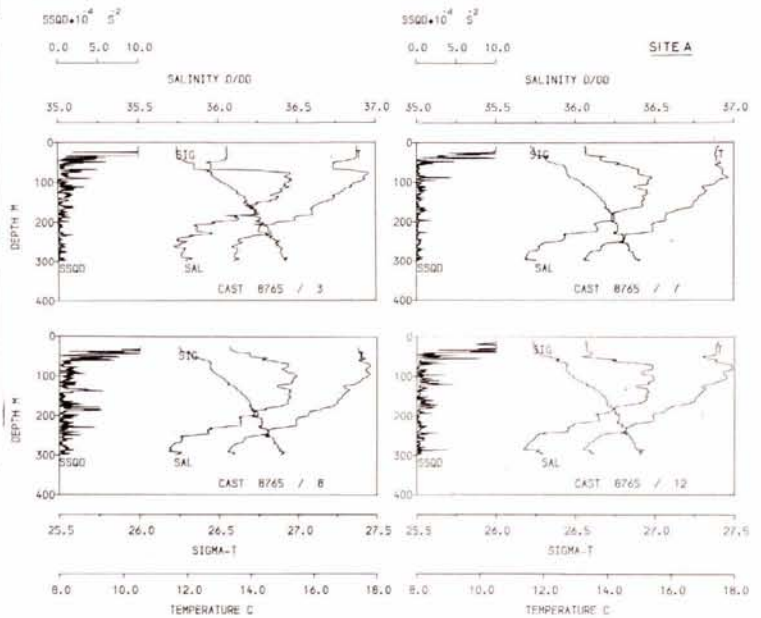 SSQD*10⁻⁴ S⁻²
0.0 5.0 10.0
SALINITY 0/00
35.0 35.5 36.0 36.5 37.0
SSQD*10⁻⁴ S⁻²
0.0 5.0 10.0
SITE A
SALINITY 0/00
35.0 35.5 36.0 36.5 37.0
DEPTH M
0
100
200
300
400
SIG
T
SSQD
SAL
CAST 8765 / 3
0
100
200
300
400
SIG
T
SSQD
SAL
CAST 8765 / 7
DEPTH M
0
100
200
300
400
SIG
T
SSQD
SAL
CAST 8765 / 8
0
100
200
300
400
SIG
T
SSQD
SAL
CAST 8765 / 12
25.5 26.0 26.5 27.0 27.5
SIGMA-T
8.0 10.0 12.0 14.0 16.0 18.0
TEMPERATURE C
25.5 26.0 26.5 27.0 27.5
SIGMA-T
8.0 10.0 12.0 14.0 16.0 18.0
TEMPERATURE C